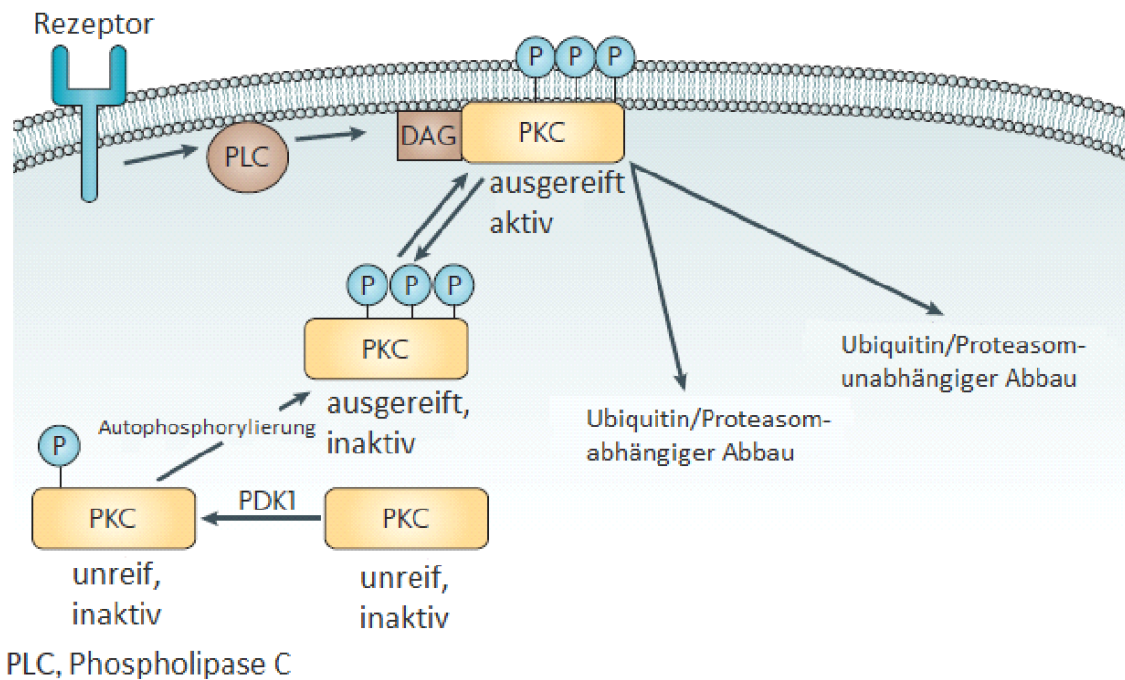 Rezeptor
P P P
PLC
DAG
PKC
ausgereift
aktiv
P P P
PKC
ausgereift,
inaktiv
Ubiquitin/Proteasom-
unabhängiger Abbau
Ubiquitin/Proteasom-
abhängiger Abbau
Autophosphorylierung
P
PKC
PDK1
PKC
unreif,
inaktiv
unreif,
inaktiv
PLC, Phospholipase C